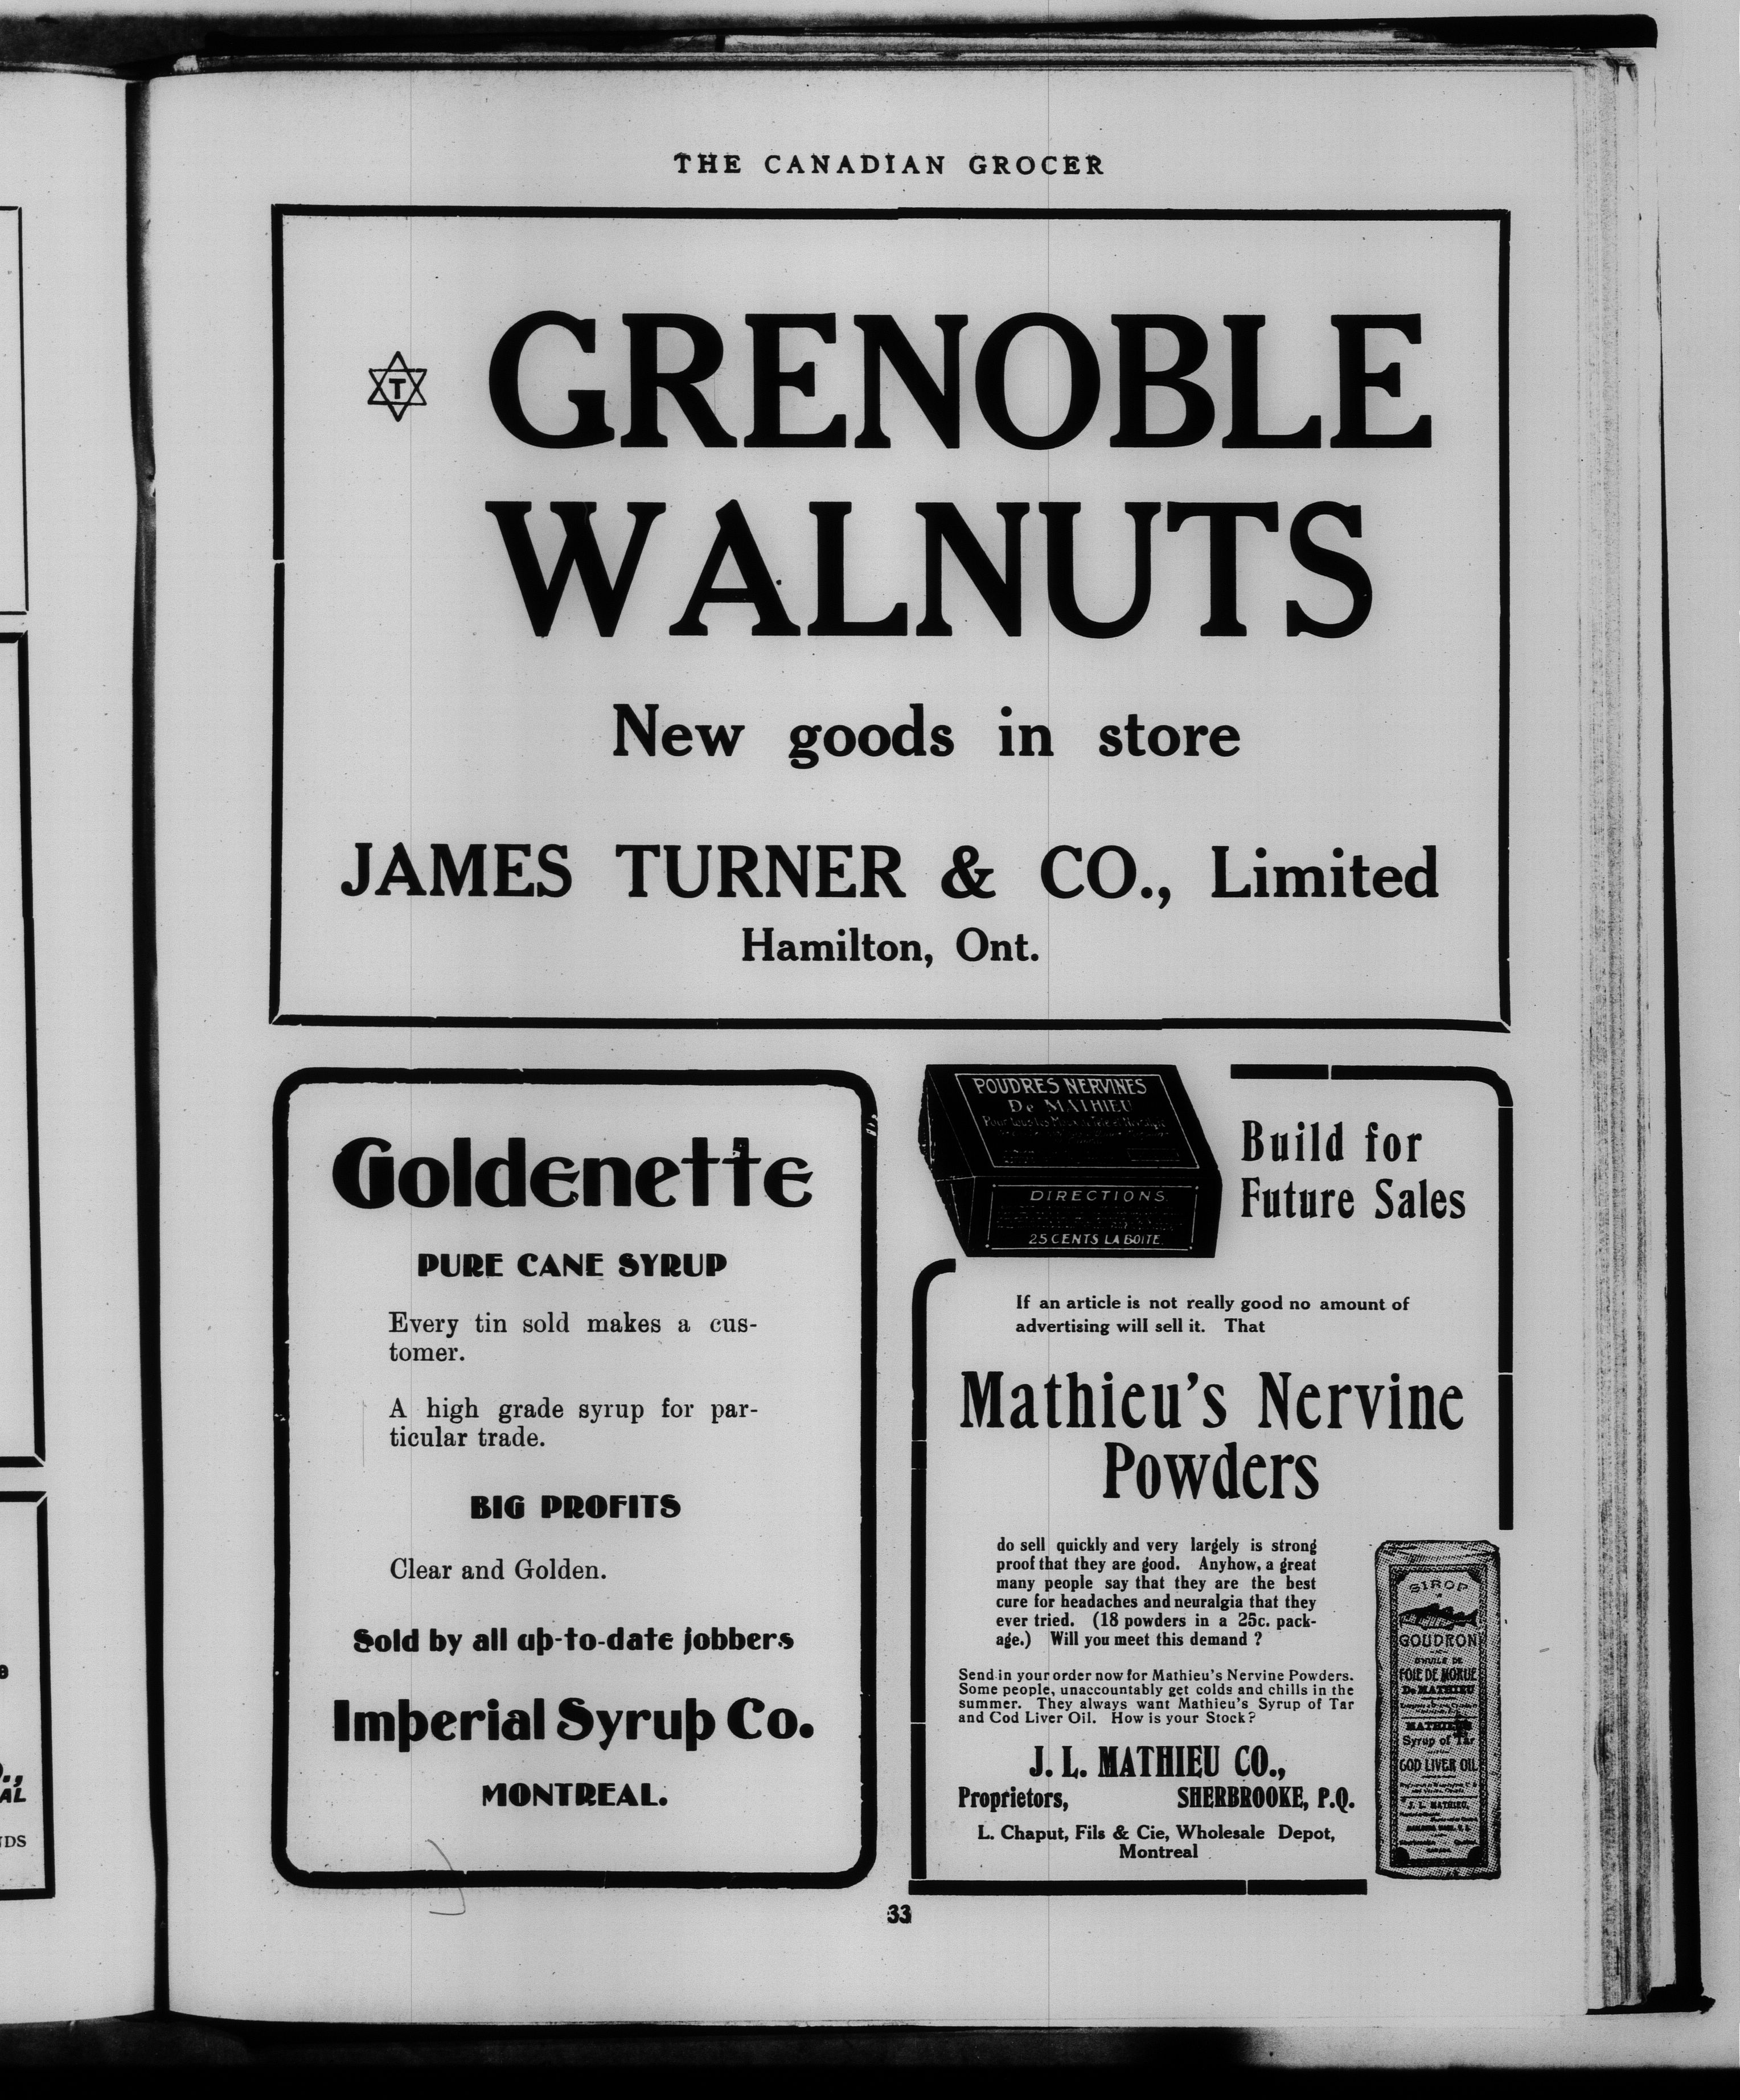 THE CANADIAN GROCER
T
GRENOBLE
WALNUTS
New goods in store
JAMES TURNER & CO., Limited
Hamilton, Ont.
Goldenette
PURE CANE SYRUP
Every tin sold makes a cus-
tomer.
A high grade syrup for par-
ticular trade.
BIG PROFITS
Clear and Golden.
Sold by all up-to-date jobbers
Imperial Syrup Co.
MONTREAL.
POUDRES NERVINES
De MATHIEU
DIRECTIONS
25 CENTS LA BOITE.
Build for
Future Sales
If an article is not really good no amount of
advertising will sell it. That
Mathieu's Nervine
Powders
do sell quickly and very largely is strong
proof that they are good. Anyhow, a great
many people say that they are the best
cure for headaches and neuralgia that they
ever tried. (18 powders in a 25c. pack-
age.) Will you meet this demand ?
Send in your order now for Mathieu's Nervine Powders.
Some people, unaccountably get colds and chills in the
summer. They always want Mathieu's Syrup of Tar
and Cod Liver Oil. How is your Stock?
J. L. MATHIEU CO.,
Proprietors, SHERBROOKE, P.Q.
L. Chaput, Fils & Cie, Wholesale Depot,
Montreal
SIROP
GOUDRON
D'HUILE DE
FOIE DE MORUE
De MATHIEU
MATHIEU'S
Syrup of Tar
COD LIVER OIL
J. L. MATHIEU,
33
AL
NDS